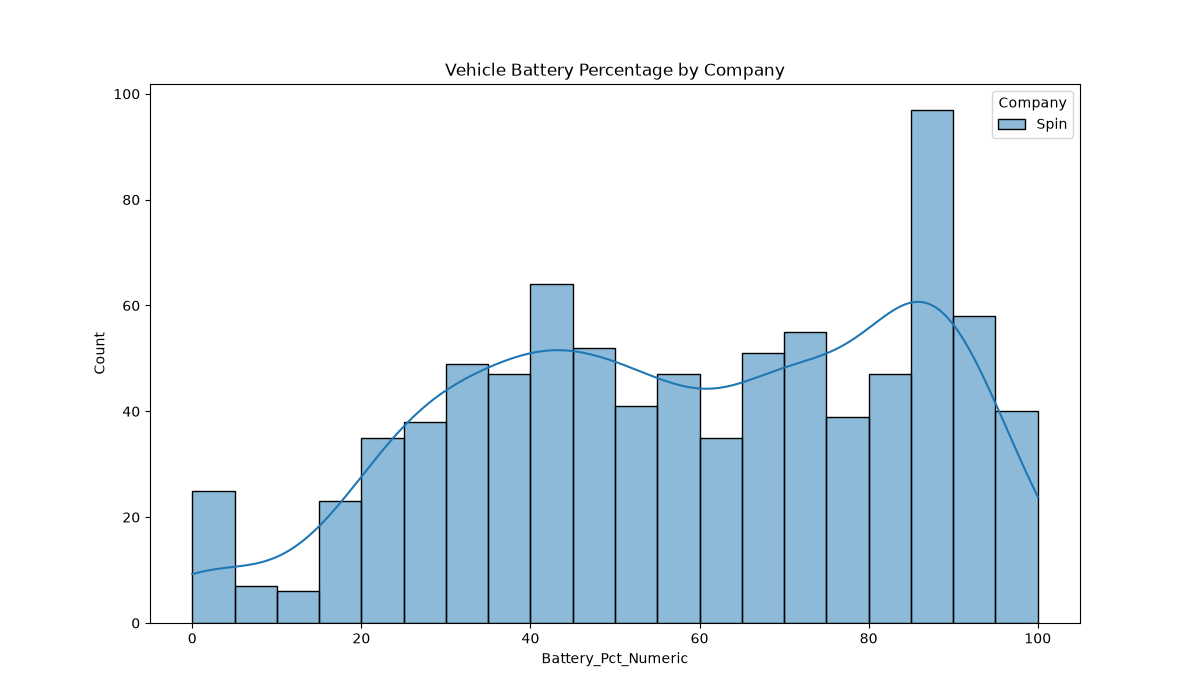 Vehicle Battery Percentage by Company
Company
Spin
Count
100
80
60
40
20
0
0 20 40 60 80 100
Battery_Pct_Numeric